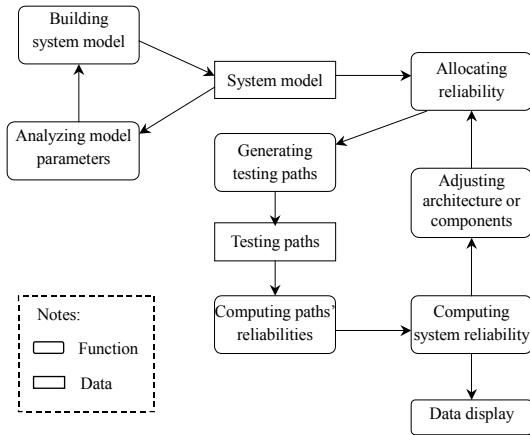 Building
system model
System model
Allocating
reliability
Analyzing model
parameters
Generating
testing paths
Adjusting
architecture or
components
Testing paths
Computing paths'
reliabilities
Computing
system reliability
Notes:
Function
Data
Data display